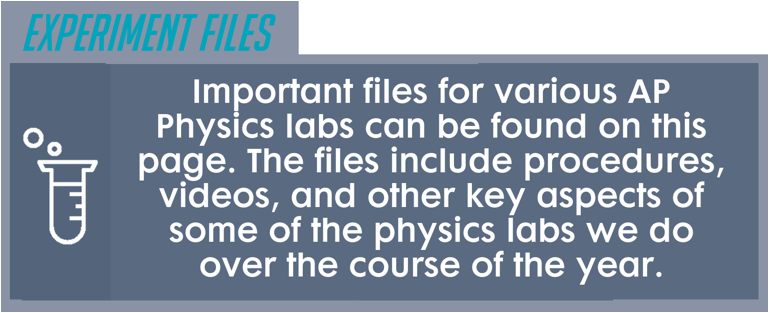 EXPERIMENT FILES
Important files for various AP
Physics labs can be found on this
page. The files include procedures,
videos, and other key aspects of
some of the physics labs we do
over the course of the year.